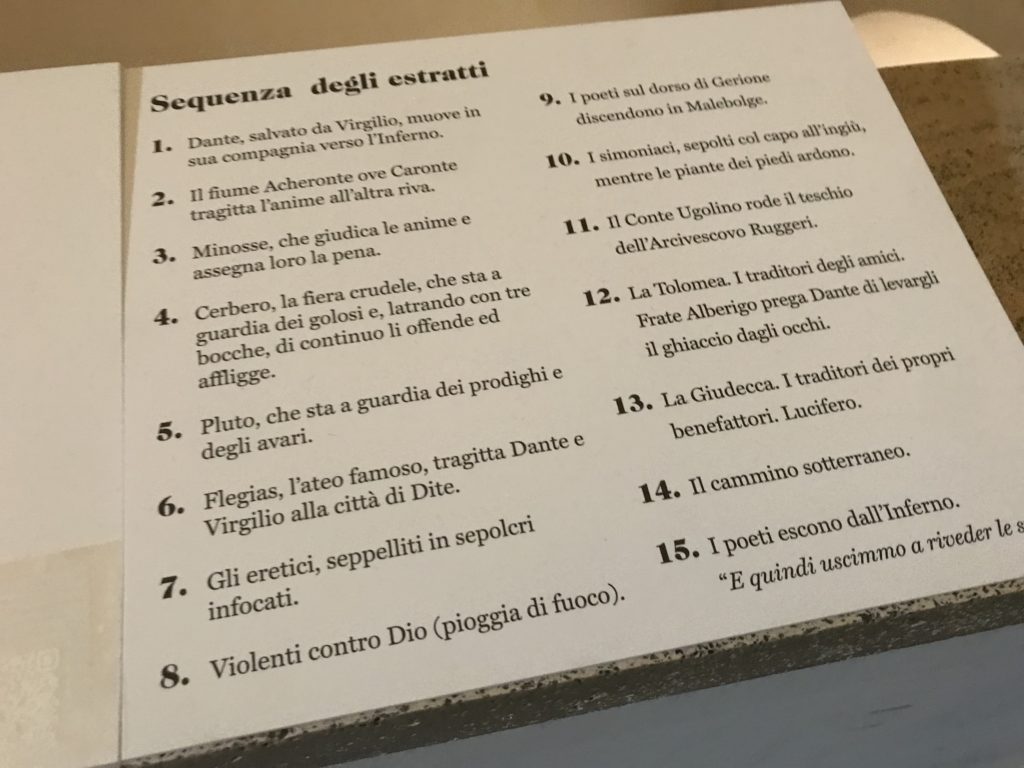 Sequenza degli estratti
1. Dante, salvato da Virgilio, muove in
sua compagnia verso l'Inferno.
2. Il fiume Acheronte ove Caronte
tragitta l'anime all'altra riva.
3. Minosse, che giudica le anime e
assegna loro la pena.
4. Cerbero, la fiera crudele, che sta a
guardia dei golosi e, latrando con tre
bocche, di continuo li offende ed
affligge.
5. Pluto, che sta a guardia dei prodighi e
degli avari.
6. Flegias, l'ateo famoso, tragitta Dante e
Virgilio alla città di Dite.
7. Gli eretici, seppelliti in sepolcri
infocati.
8. Violenti contro Dio (pioggia di fuoco).
9. I poeti sul dorso di Gerione
discendono in Malebolge.
10. I simoniaci, sepolti col capo all'ingiù,
mentre le piante dei piedi ardono.
11. Il Conte Ugolino rode il teschio
dell'Arcivescovo Ruggeri.
12. La Tolomea. I traditori degli amici.
Frate Alberigo prega Dante di levargli
il ghiaccio dagli occhi.
13. La Giudecca. I traditori dei propri
benefattori. Lucifero.
14. Il cammino sotterraneo.
15. I poeti escono dall'Inferno.
"E quindi uscimmo a riveder le